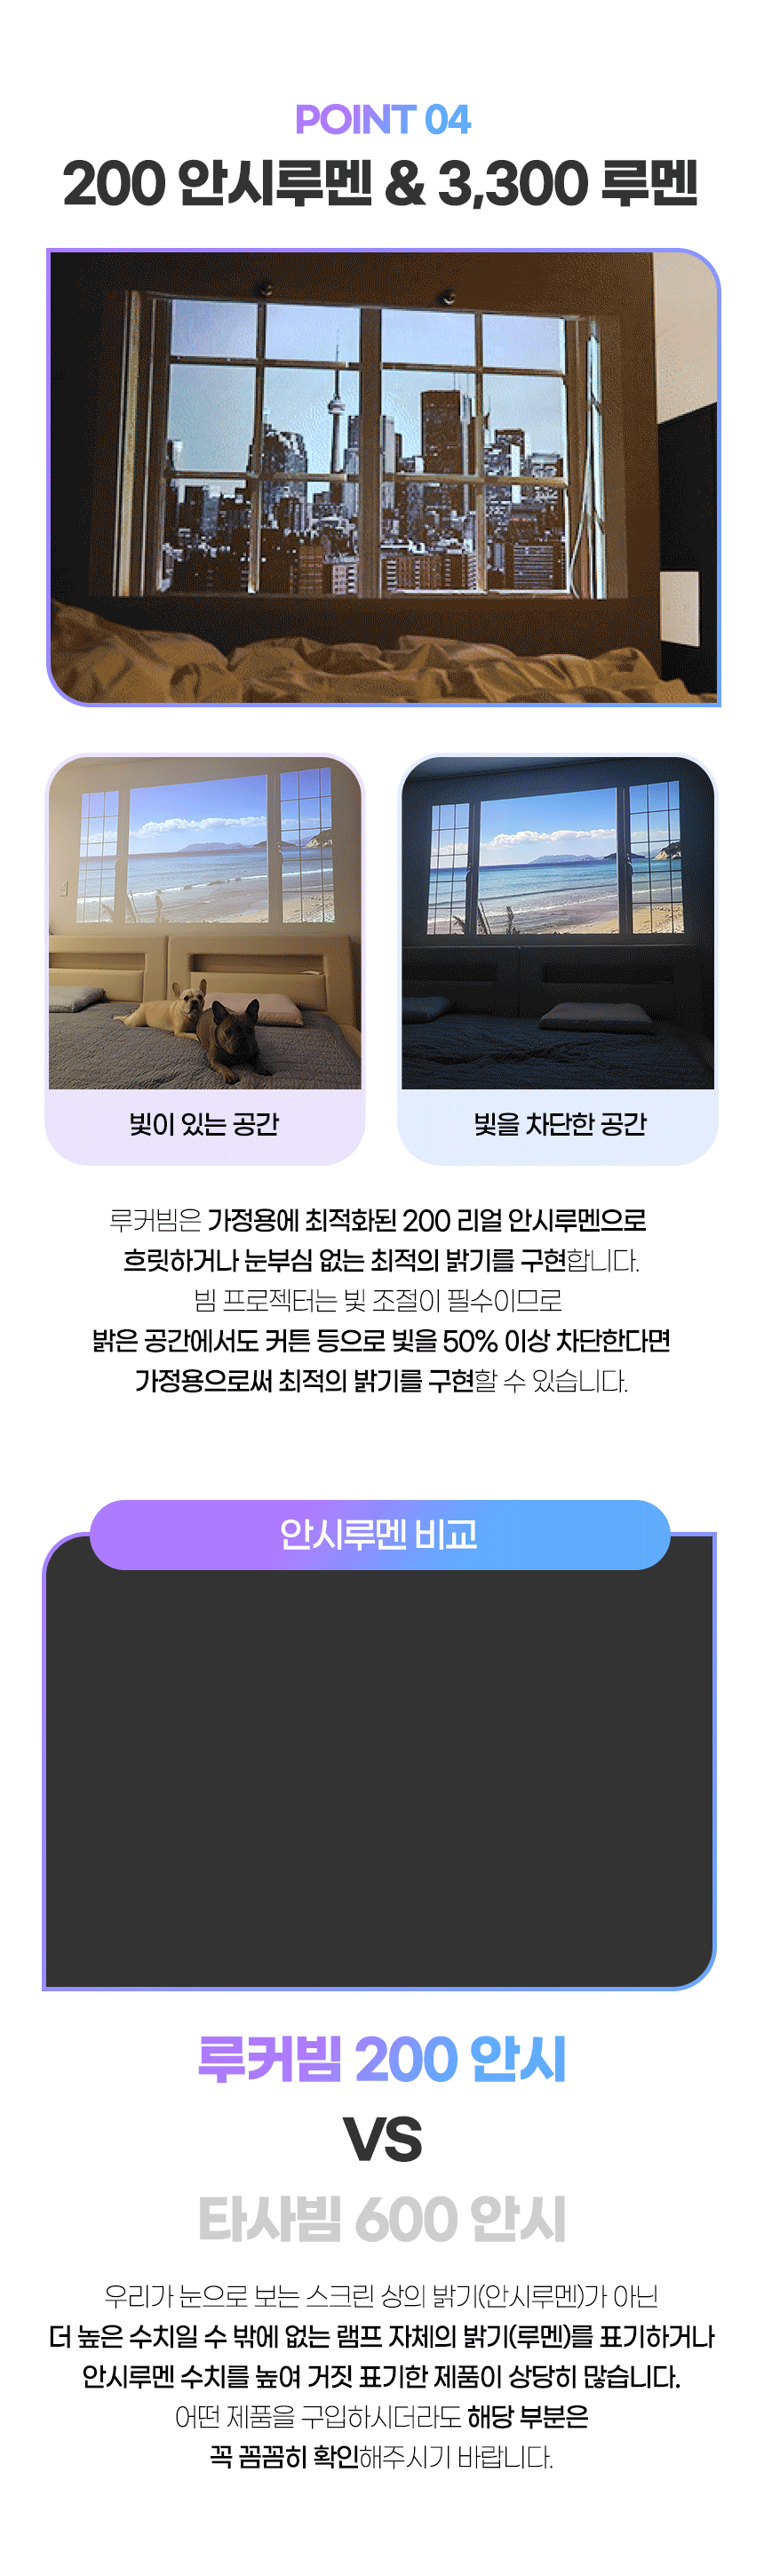 POINT 04
200 안시루멘 & 3,300 루멘
빛이 있는 공간
빛을 차단한 공간
루커빔은 가정용에 최적화된 200 리얼 안시루멘으로
흐릿하거나 눈부심 없는 최적의 밝기를 구현합니다.
빔 프로젝터는 빛 조절이 필수이므로
밝은 공간에서도 커튼 등으로 빛을 50% 이상 차단한다면
가정용으로써 최적의 밝기를 구현할 수 있습니다.
안시루멘 비교
루커빔 200 안시
VS
타사빔 600 안시
우리가 눈으로 보는 스크린 상의 밝기(안시루멘)가 아닌
더 높은 수치일 수 밖에 없는 램프 자체의 밝기(루멘)를 표기하거나
안시루멘 수치를 높여 거짓 표기한 제품이 상당히 많습니다.
어떤 제품을 구입하시더라도 해당 부분은
꼭 꼼꼼히 확인해주시기 바랍니다.